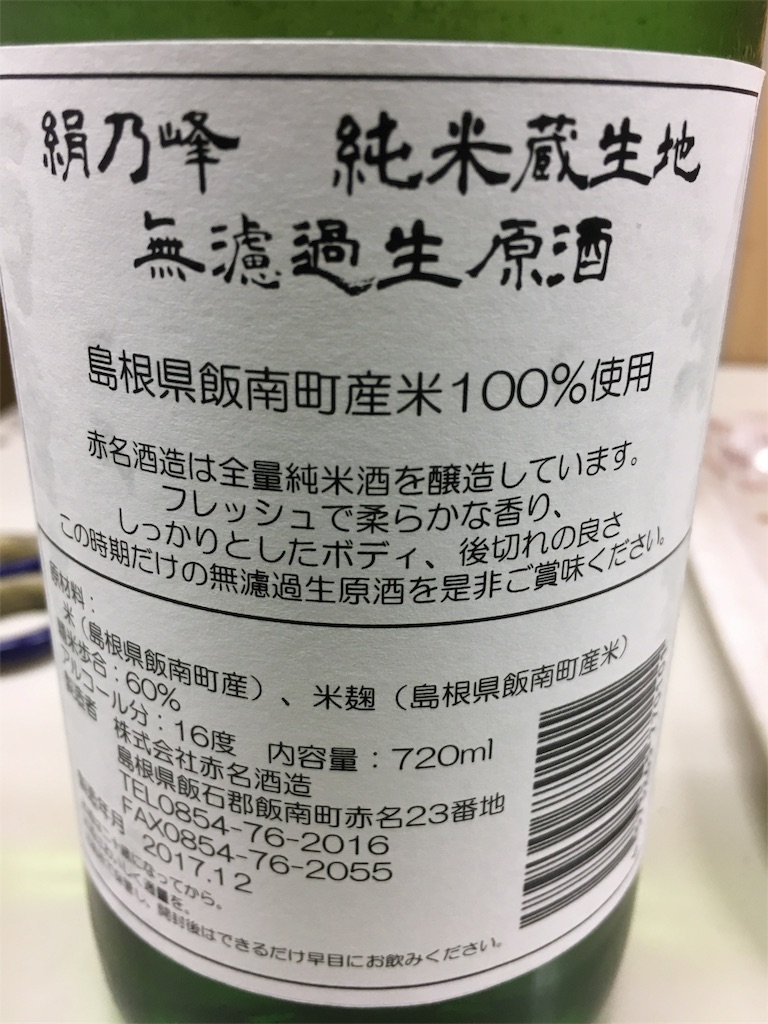 絹乃峰 純米蔵生地
無濾過生原酒
島根県飯南町産米100%使用
赤名酒造は全量純米酒を醸造しています。
フレッシュで柔らかな香り、
しっかりとしたボディ、後切れの良さ
この時期だけの無濾過生原酒を是非ご賞味ください。
原材料：
米（島根県飯南町産）、米麹（島根県飯南町産米）
精米歩合：60%
アルコール分：16度 内容量：720ml
製造者 株式会社赤名酒造
島根県飯石郡飯南町赤名23番地
TEL0854-76-2016
FAX0854-76-2055
製造年月 2017.12
になってから。
適量を。
開封後はできるだけ早目にお飲みください。